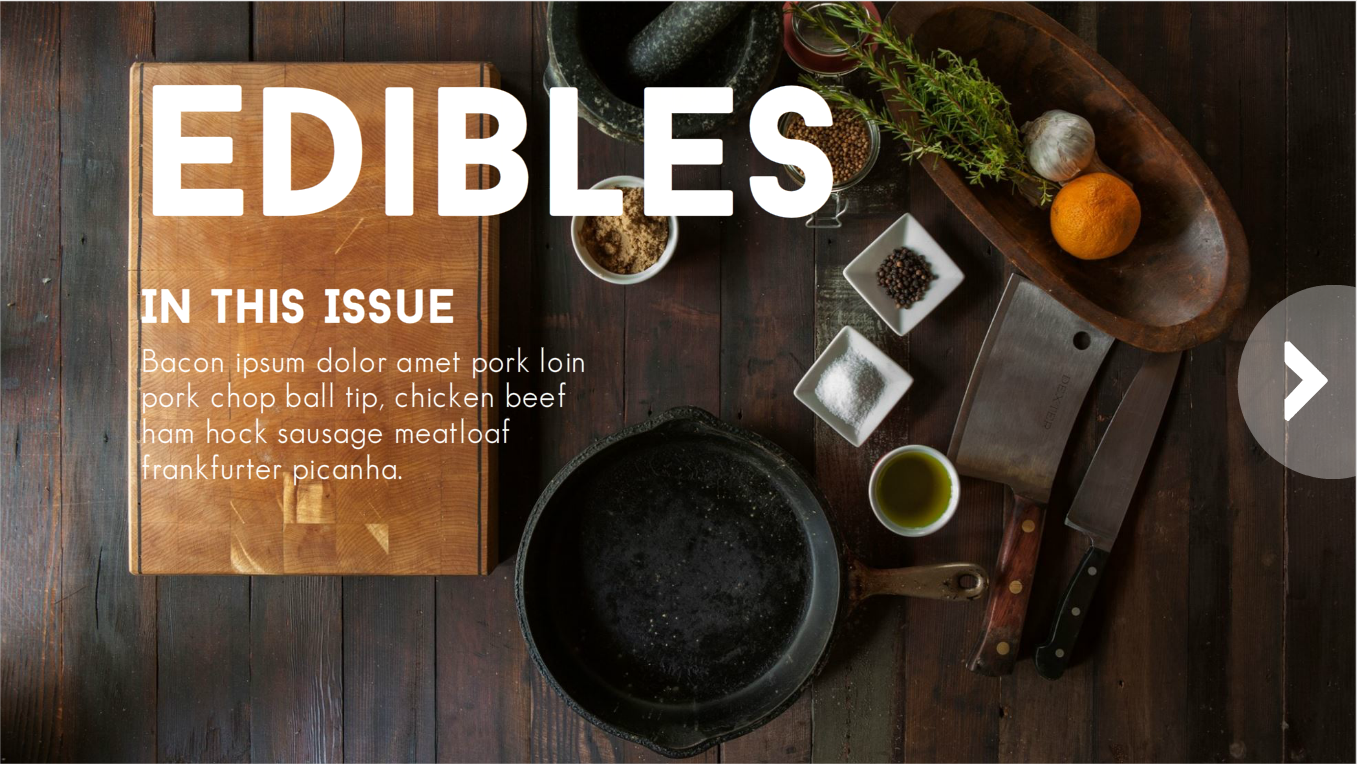 EDIBLES
IN THIS ISSUE
Bacon ipsum dolor amet pork loin
pork chop ball tip, chicken beef
ham hock sausage meatloaf
frankfurter picanha.
DEXTER